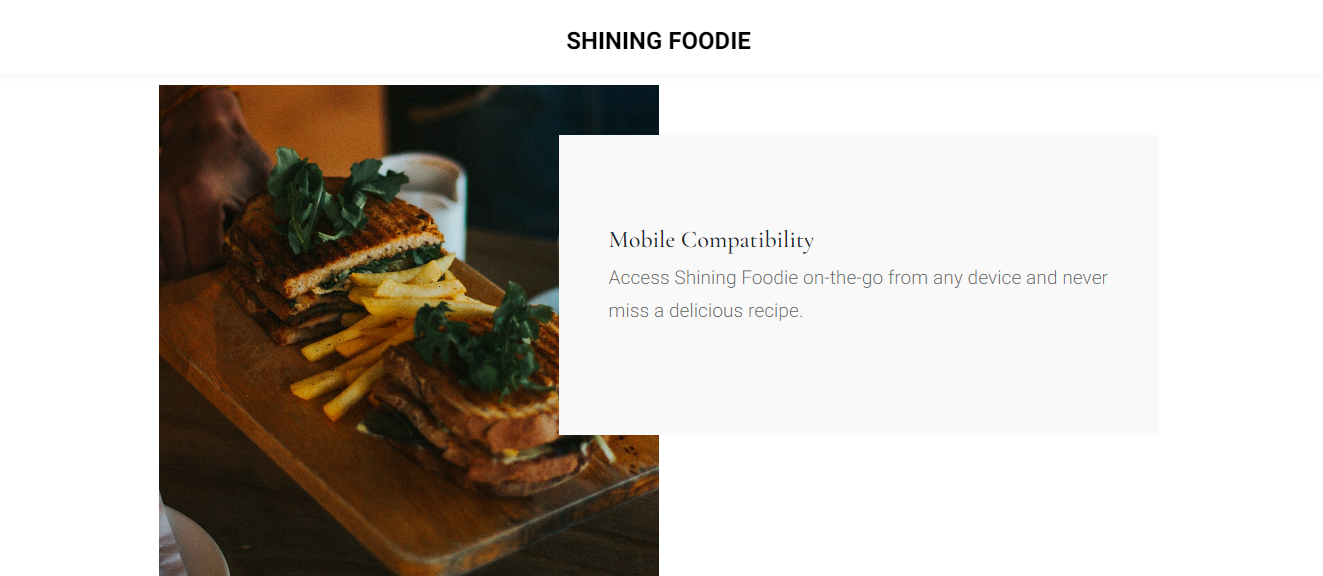 SHINING FOODIE
Mobile Compatibility
Access Shining Foodie on-the-go from any device and never
miss a delicious recipe.